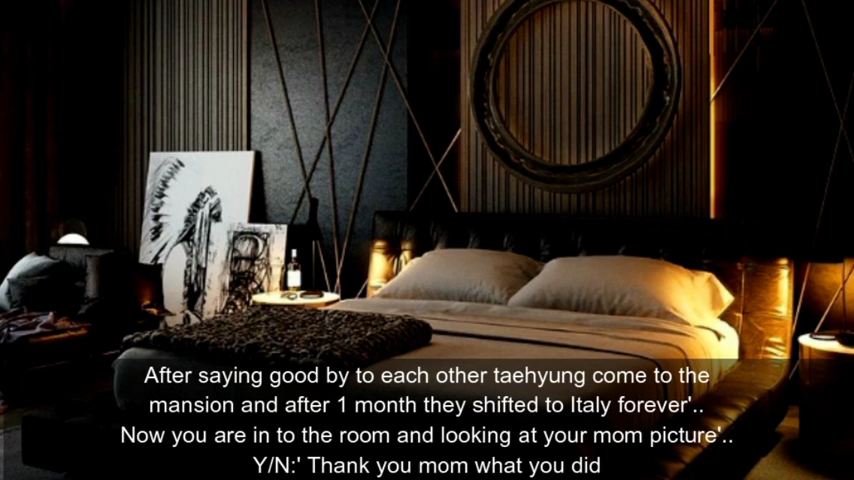 After saying good by to each other taehyung come to the
mansion and after 1 month they shifted to Italy forever'..
Now you are in to the room and looking at your mom picture'..
Y/N:' Thank you mom what you did